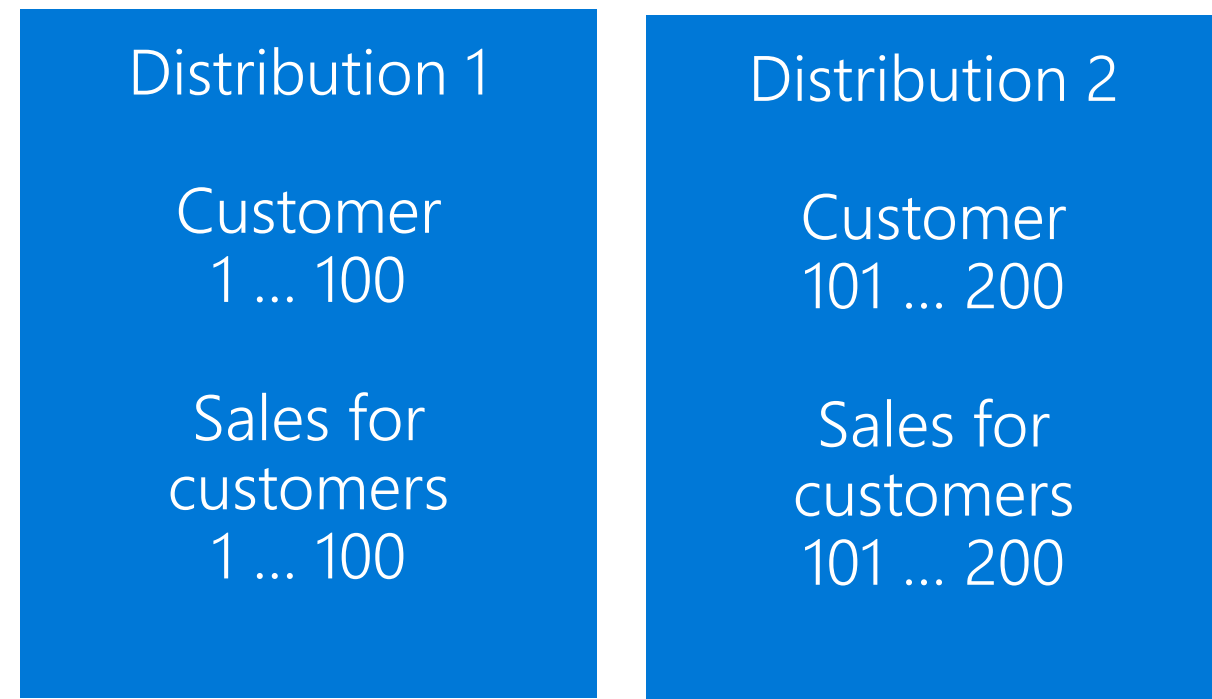 Distribution 1
Customer
1 ... 100
Sales for
customers
1 ... 100
Distribution 2
Customer
101 ... 200
Sales for
customers
101 ... 200